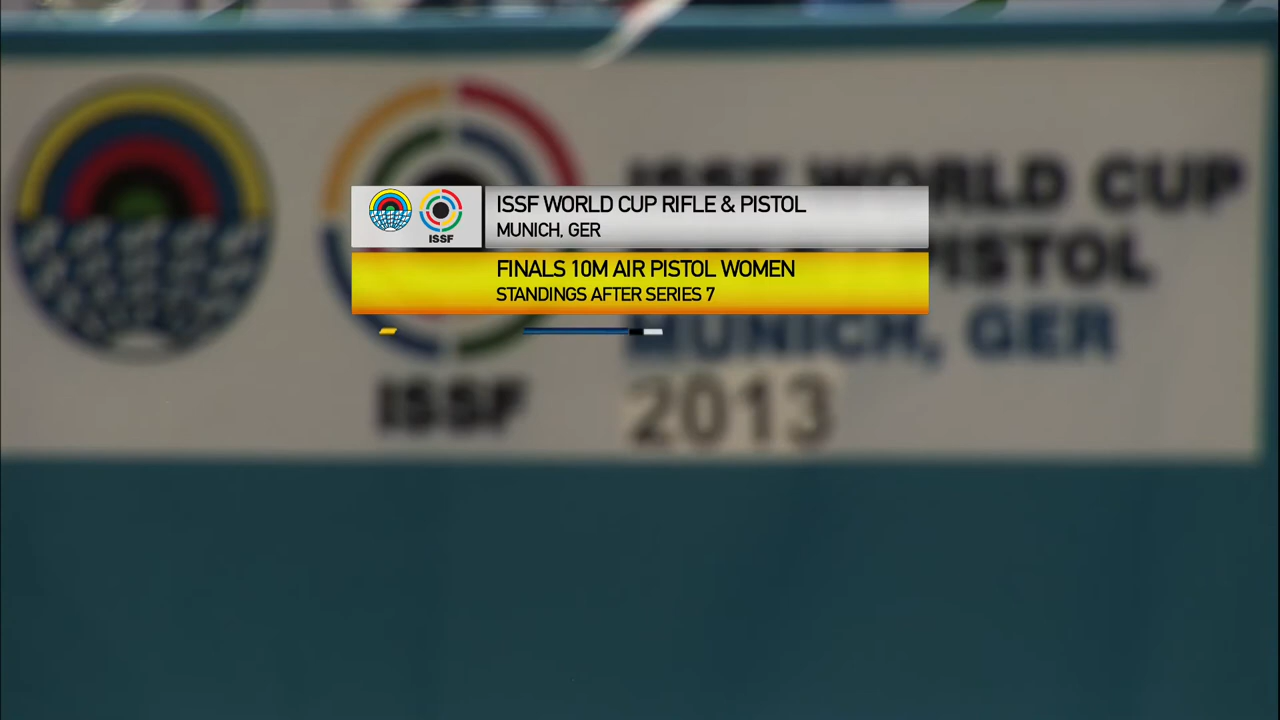 ISSF WORLD CUP
PISTOL
MUNICH, GER
2013
ISSF
ISSF
ISSF WORLD CUP RIFLE & PISTOL
MUNICH, GER
FINALS 10M AIR PISTOL WOMEN
STANDINGS AFTER SERIES 7